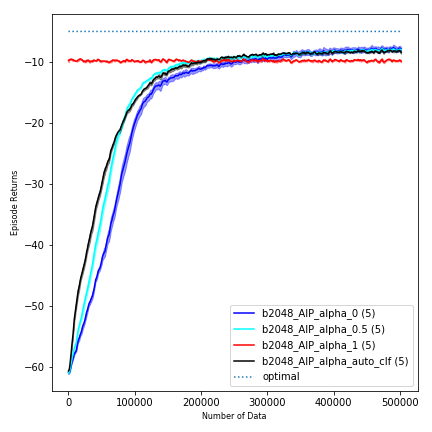 Episode Returns
−10
−20
−30
−40
−50
−60
b2048_AIP_alpha_0 (5)
b2048_AIP_alpha_0.5 (5)
b2048_AIP_alpha_1 (5)
b2048_AIP_alpha_auto_clf (5)
optimal
0 100000 200000 300000 400000 500000
Number of Data